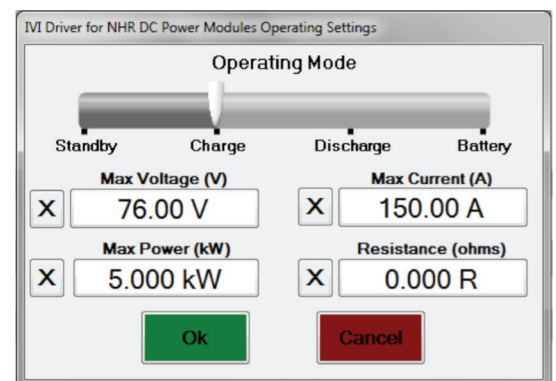 IVI Driver for NHR DC Power Modules Operating Settings
Operating Mode
Standby Charge Discharge Battery
Max Voltage (V) Max Current (A)
X 76.00 V X 150.00 A
Max Power (kW) Resistance (ohms)
X 5.000 kW X 0.000 R
Ok Cancel